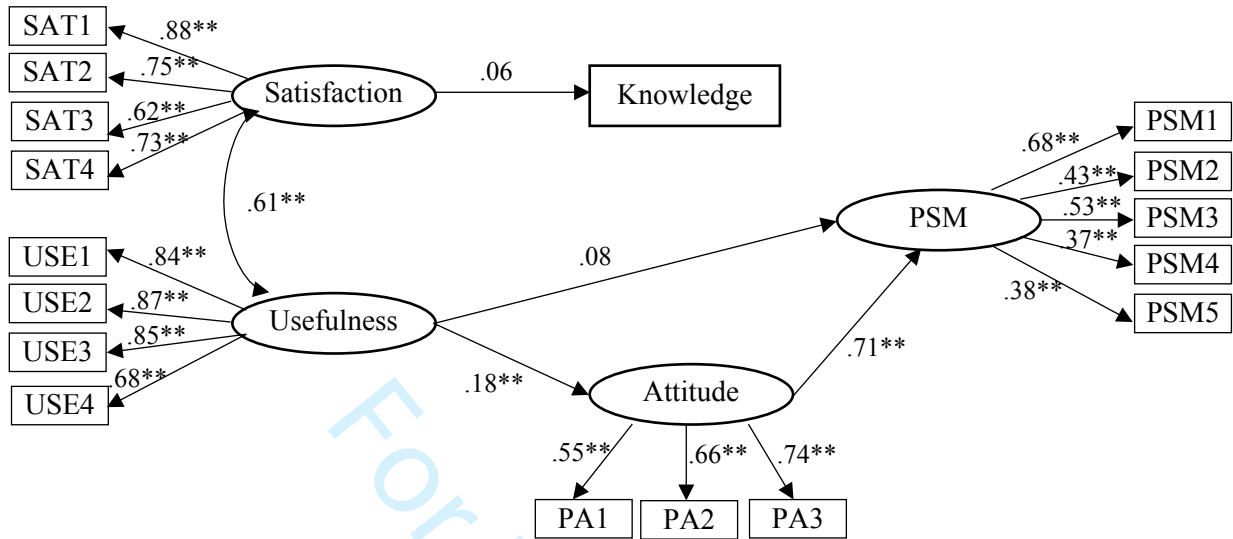 SAT1
.88**
SAT2
.75**
SAT3
.62**
SAT4
.73**
Satisfaction
.06
Knowledge
.61**
USE1
.84**
USE2
.87**
USE3
.85**
USE4
.68**
Usefulness
.08
.18**
Attitude
.71**
.55**
.66**
.74**
PA1
PA2
PA3
PSM
.68**
PSM1
.43**
PSM2
.53**
PSM3
.37**
PSM4
.38**
PSM5
For